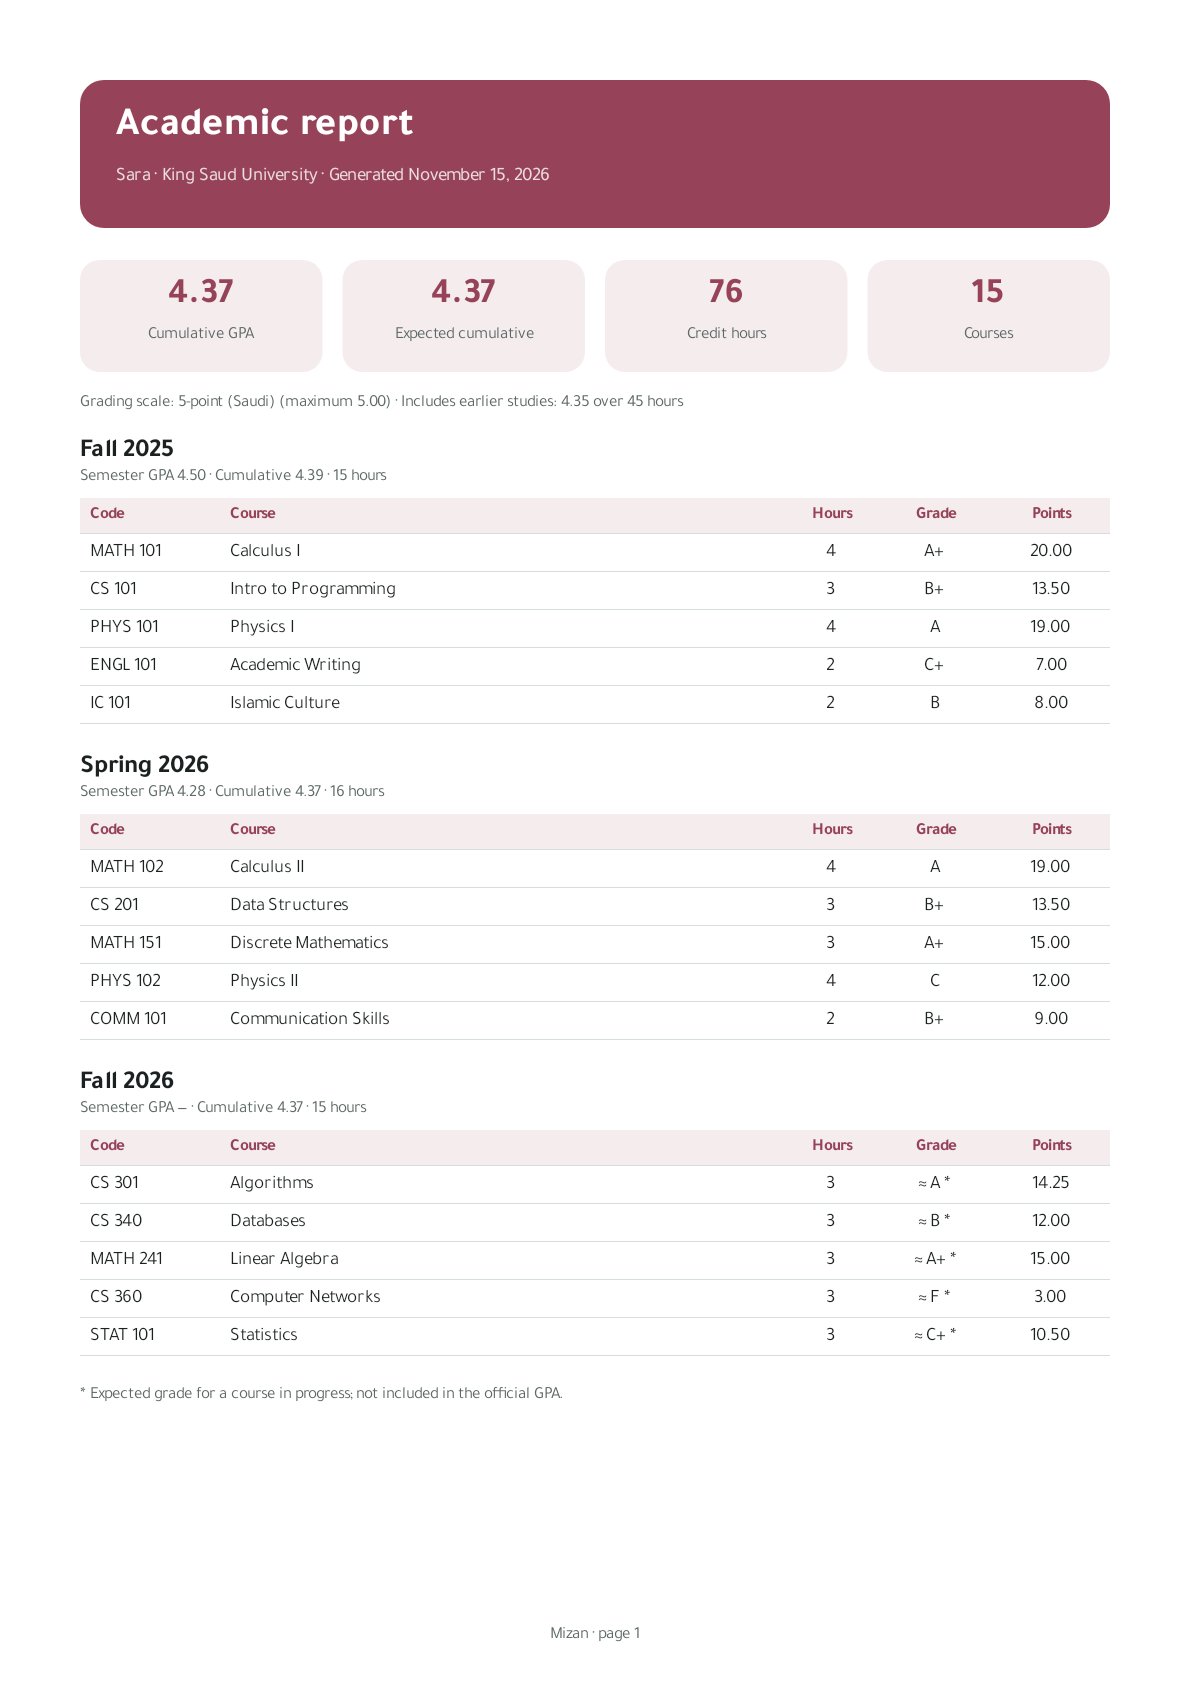 Academic report
Sara · King Saud University · Generated November 15, 2026
4.37 4.37 76 15
Cumulative GPA Expected cumulative Credit hours Courses
Grading scale: 5-point (Saudi) (maximum 5.00) · Includes earlier studies: 4.35 over 45 hours
Fall 2025
Semester GPA 4.50 · Cumulative 4.39 · 15 hours
Code Course Hours Grade Points
MATH 101 Calculus I 4 A+ 20.00
CS 101 Intro to Programming 3 B+ 13.50
PHYS 101 Physics I 4 A 19.00
ENGL 101 Academic Writing 2 C+ 7.00
IC 101 Islamic Culture 2 B 8.00
Spring 2026
Semester GPA 4.28 · Cumulative 4.37 · 16 hours
Code Course Hours Grade Points
MATH 102 Calculus II 4 A 19.00
CS 201 Data Structures 3 B+ 13.50
MATH 151 Discrete Mathematics 3 A+ 15.00
PHYS 102 Physics II 4 C 12.00
COMM 101 Communication Skills 2 B+ 9.00
Fall 2026
Semester GPA — · Cumulative 4.37 · 15 hours
Code Course Hours Grade Points
CS 301 Algorithms 3 ≈ A * 14.25
CS 340 Databases 3 ≈ B * 12.00
MATH 241 Linear Algebra 3 ≈ A+ * 15.00
CS 360 Computer Networks 3 ≈ F * 3.00
STAT 101 Statistics 3 ≈ C+ * 10.50
* Expected grade for a course in progress; not included in the official GPA.
Mizan · page 1